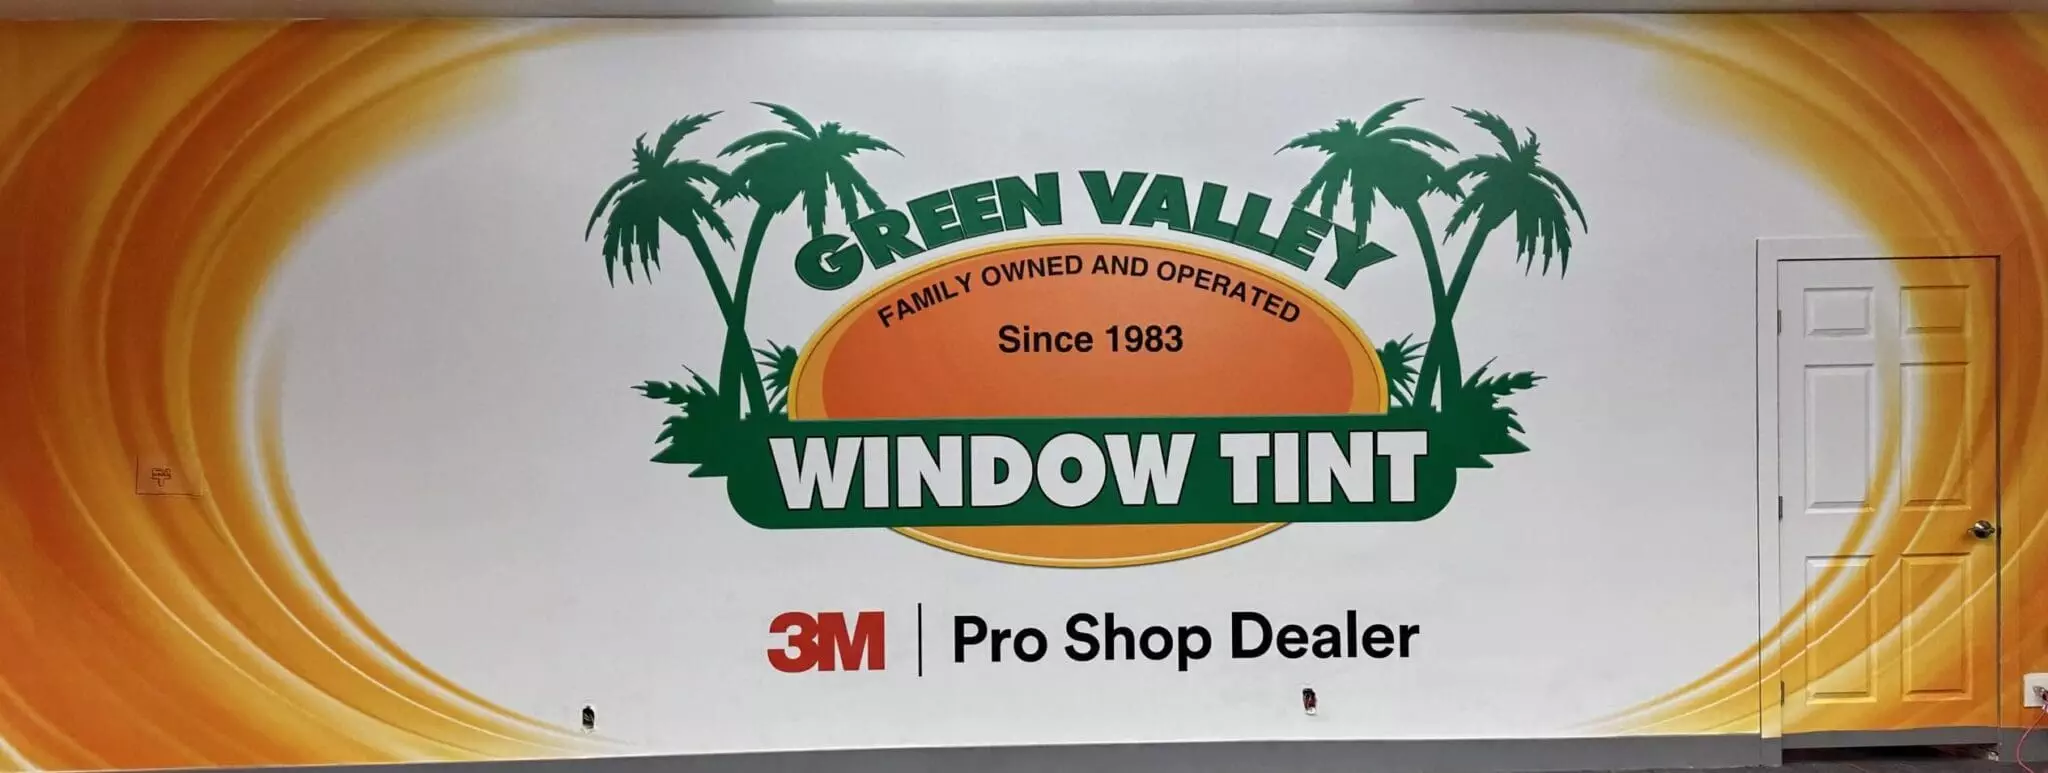 GREEN VALLEY
FAMILY OWNED AND OPERATED
Since 1983
WINDOW TINT
3M | Pro Shop Dealer